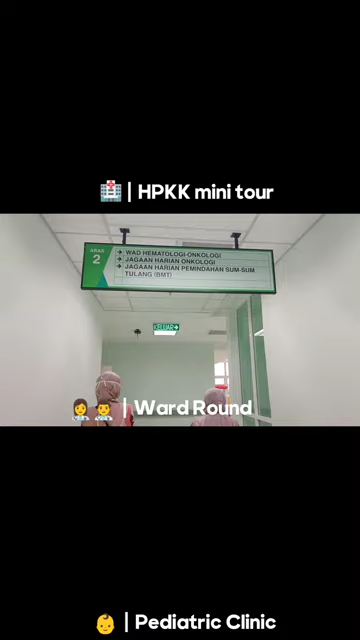 🏥 | HPKK mini tour
ARAS
2
→ WAD HEMATOLOGI-ONKOLOGI
→ JAGAAN HARIAN ONKOLOGI
→ JAGAAN HARIAN PEMINDAHAN SUM-SUM
TULANG (BMT)
KELUAR
👩‍⚕️👨‍⚕️ | Ward Round
👶 | Pediatric Clinic